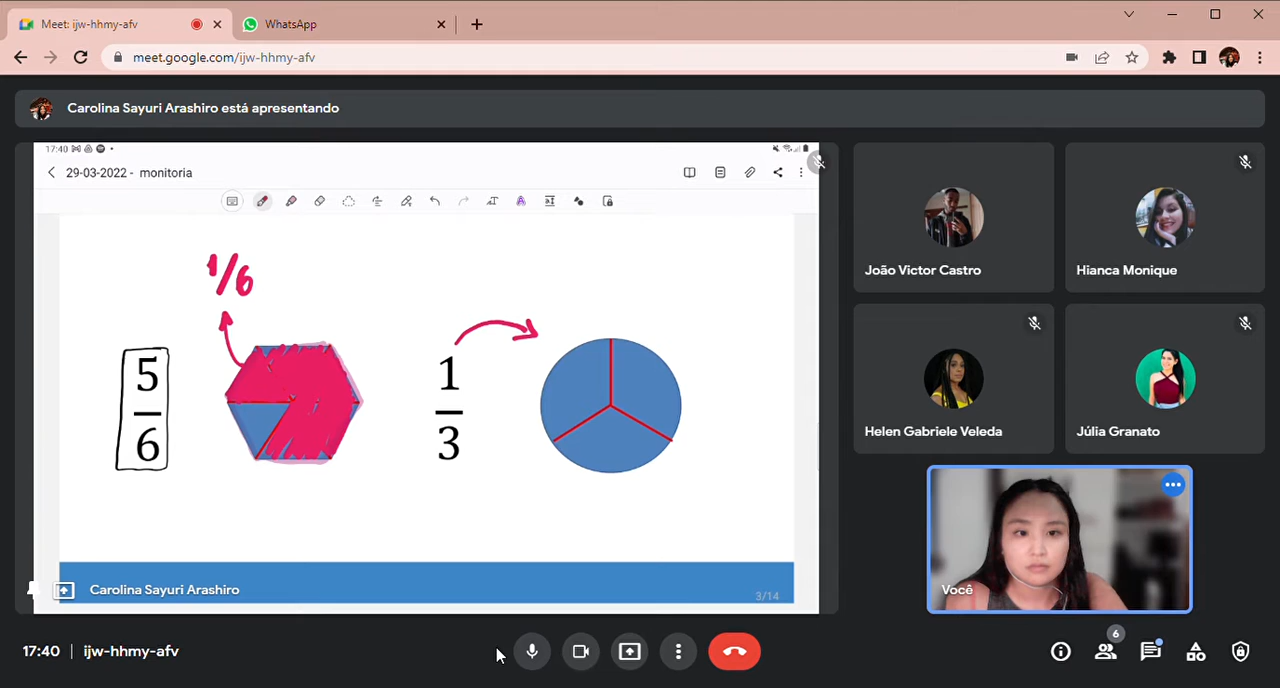 Meet: ijw-hhmy-afv
WhatsApp
meet.google.com/ijw-hhmy-afv
Carolina Sayuri Arashiro está apresentando
17:40
29-03-2022 - monitoria
1/6
5
6
1
3
Carolina Sayuri Arashiro
3/14
João Victor Castro
Hianca Monique
Helen Gabriele Veleda
Júlia Granato
Você
17:40 | ijw-hhmy-afv
6